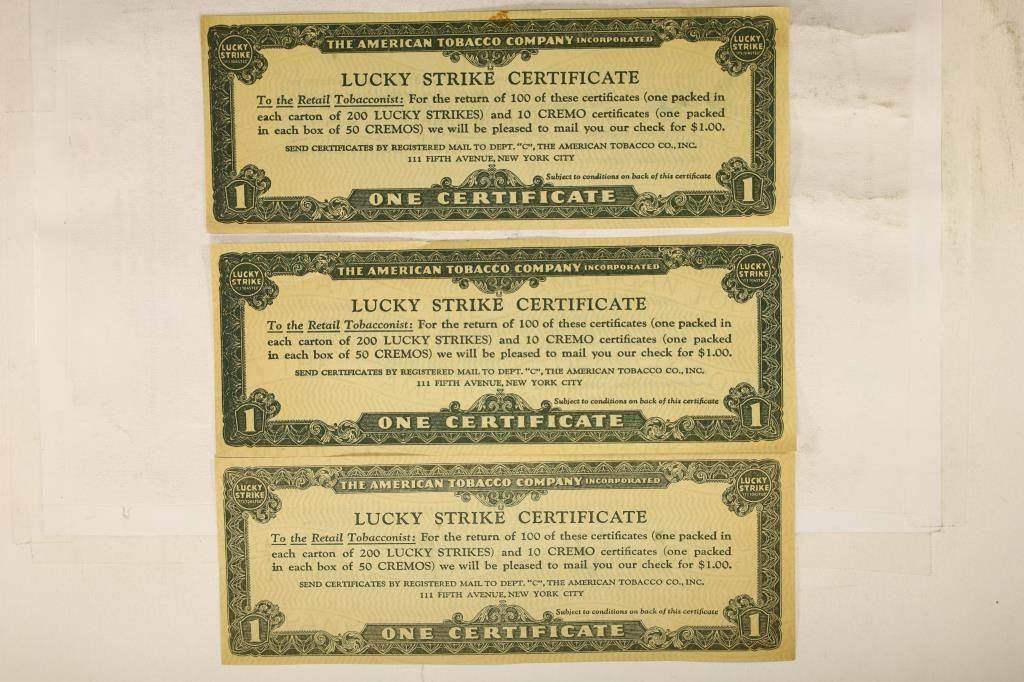 LUCKY STRIKE IT'S TOASTED
THE AMERICAN TOBACCO COMPANY INCORPORATED
LUCKY STRIKE IT'S TOASTED
LUCKY STRIKE CERTIFICATE
To the Retail Tobacconist: For the return of 100 of these certificates (one packed in
each carton of 200 LUCKY STRIKES) and 10 CREMO certificates (one packed
in each box of 50 CREMOS) we will be pleased to mail you our check for $1.00.
SEND CERTIFICATES BY REGISTERED MAIL TO DEPT. "C", THE AMERICAN TOBACCO CO., INC.
111 FIFTH AVENUE, NEW YORK CITY
Subject to conditions on back of this certificate
1 ONE CERTIFICATE 1
LUCKY STRIKE IT'S TOASTED
THE AMERICAN TOBACCO COMPANY INCORPORATED
LUCKY STRIKE IT'S TOASTED
LUCKY STRIKE CERTIFICATE
To the Retail Tobacconist: For the return of 100 of these certificates (one packed in
each carton of 200 LUCKY STRIKES) and 10 CREMO certificates (one packed
in each box of 50 CREMOS) we will be pleased to mail you our check for $1.00.
SEND CERTIFICATES BY REGISTERED MAIL TO DEPT. "C", THE AMERICAN TOBACCO CO., INC.
111 FIFTH AVENUE, NEW YORK CITY
Subject to conditions on back of this certificate
1 ONE CERTIFICATE 1
LUCKY STRIKE IT'S TOASTED
THE AMERICAN TOBACCO COMPANY INCORPORATED
LUCKY STRIKE IT'S TOASTED
LUCKY STRIKE CERTIFICATE
To the Retail Tobacconist: For the return of 100 of these certificates (one packed in
each carton of 200 LUCKY STRIKES) and 10 CREMO certificates (one packed
in each box of 50 CREMOS) we will be pleased to mail you our check for $1.00.
SEND CERTIFICATES BY REGISTERED MAIL TO DEPT. "C", THE AMERICAN TOBACCO CO., INC.
111 FIFTH AVENUE, NEW YORK CITY
Subject to conditions on back of this certificate
1 ONE CERTIFICATE 1